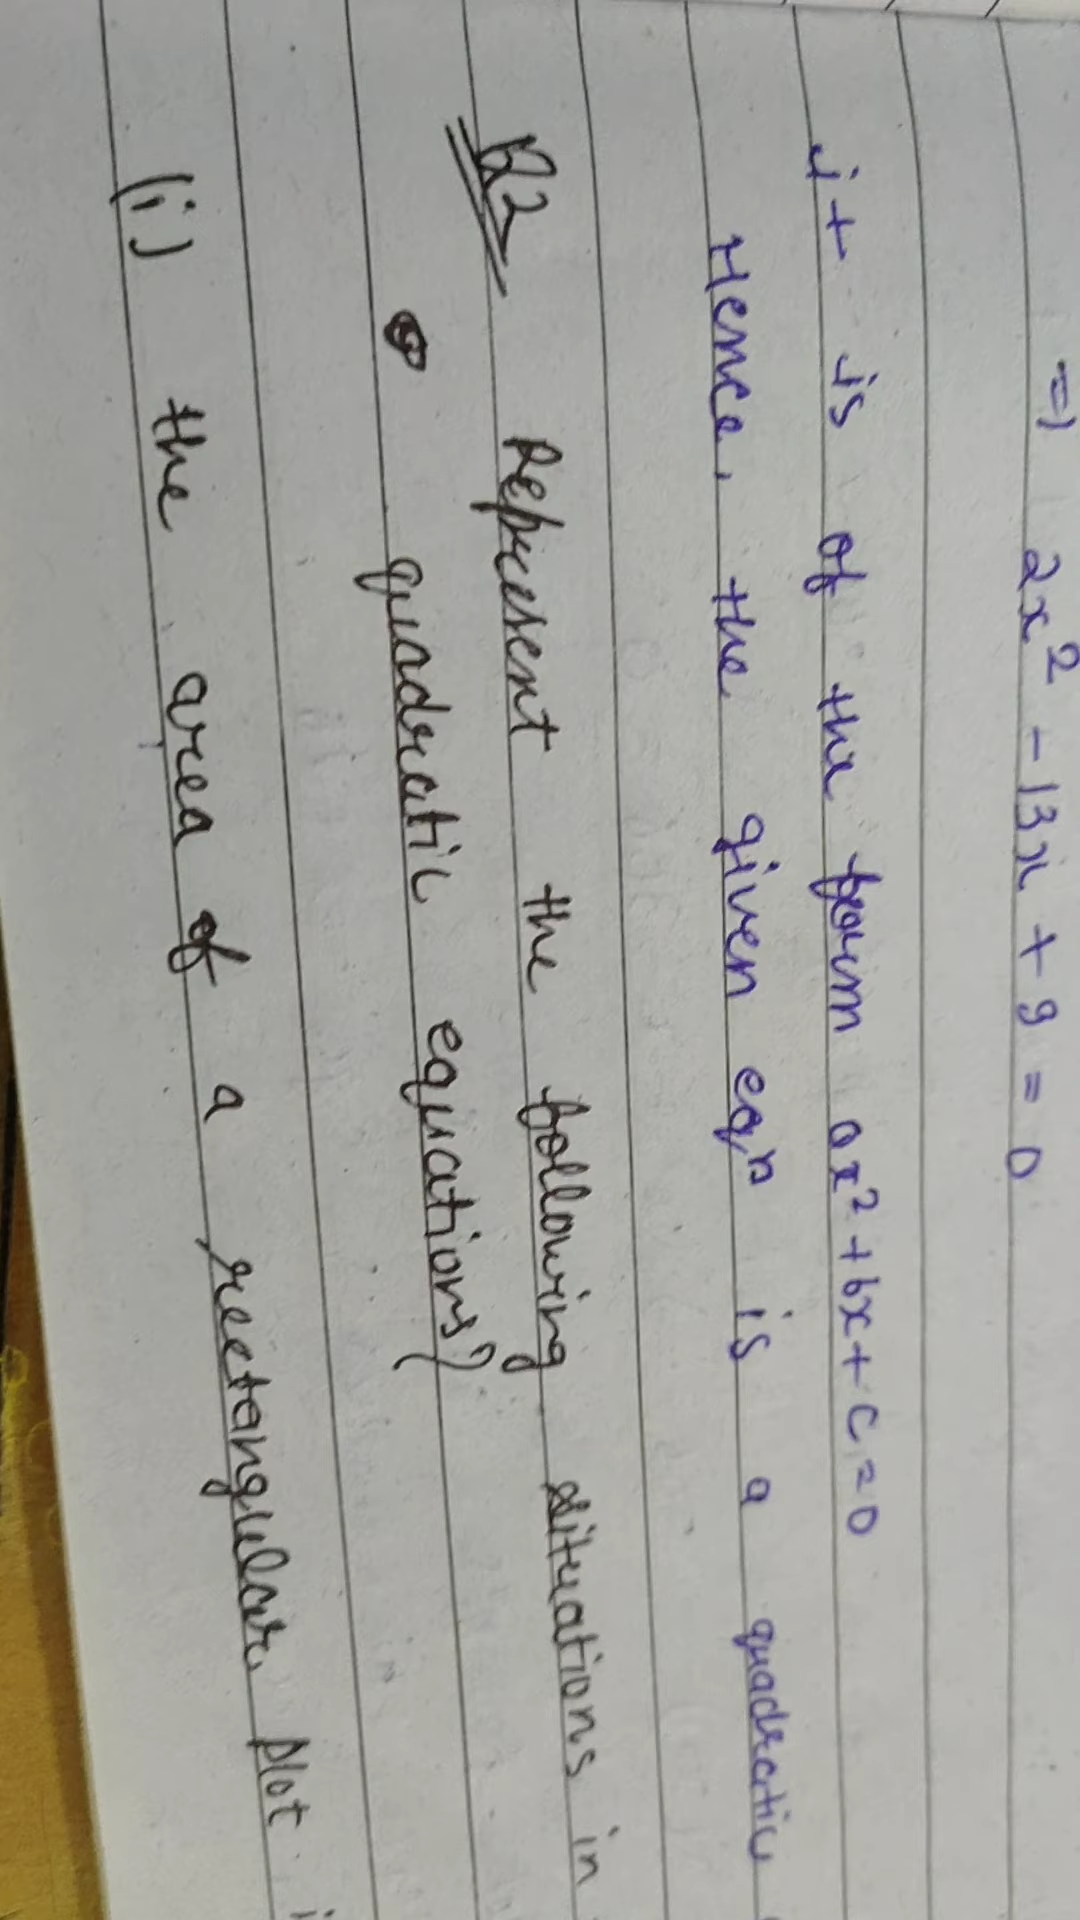 =) 2x² - 13x + 9 = 0
it is of the form ax² + bx + c = 0
Hence, the given eqⁿ is a quadratic
Q2 Represent the following situations in
quadratic equations?
(i) the area of a rectangular plot i